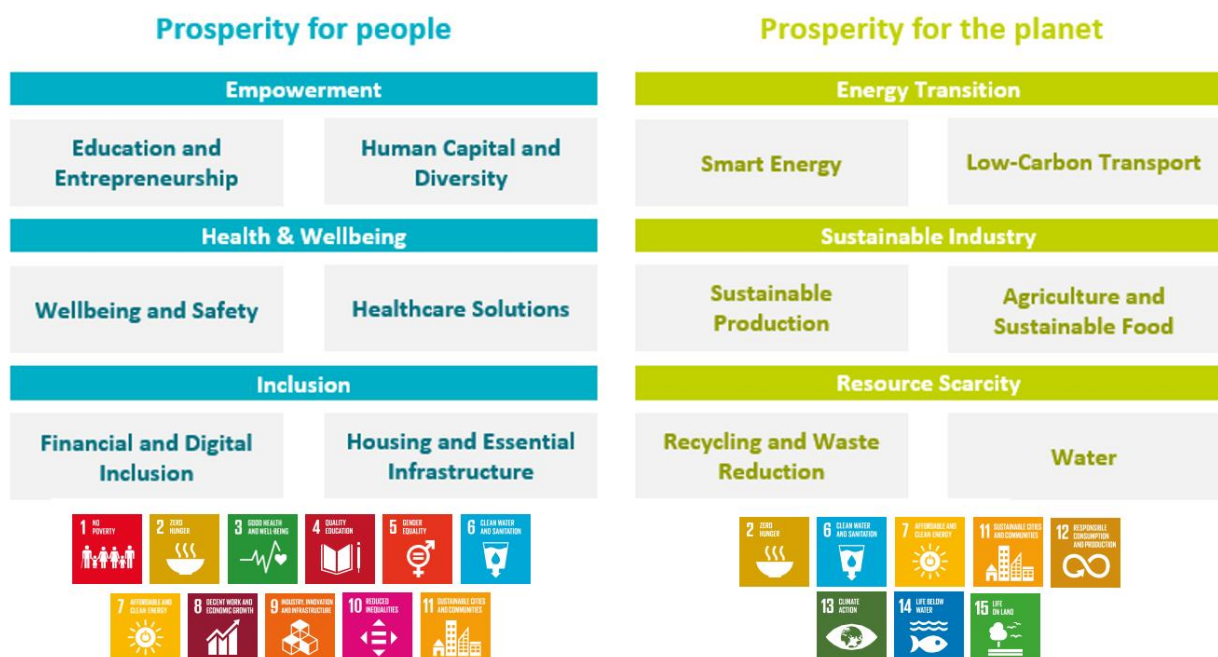 Prosperity for people
Empowerment
Education and
Entrepreneurship
Human Capital and
Diversity
Health & Wellbeing
Wellbeing and Safety
Healthcare Solutions
Inclusion
Financial and Digital
Inclusion
Housing and Essential
Infrastructure
1 NO
POVERTY
2 ZERO
HUNGER
3 GOOD HEALTH
AND WELL-BEING
4 QUALITY
EDUCATION
5 GENDER
EQUALITY
6 CLEAN WATER
AND SANITATION
7 AFFORDABLE AND
CLEAN ENERGY
8 DECENT WORK AND
ECONOMIC GROWTH
9 INDUSTRY, INNOVATION
AND INFRASTRUCTURE
10 REDUCED
INEQUALITIES
11 SUSTAINABLE CITIES
AND COMMUNITIES
Prosperity for the planet
Energy Transition
Smart Energy
Low-Carbon Transport
Sustainable Industry
Sustainable
Production
Agriculture and
Sustainable Food
Resource Scarcity
Recycling and Waste
Reduction
Water
2 ZERO
HUNGER
6 CLEAN WATER
AND SANITATION
7 AFFORDABLE AND
CLEAN ENERGY
11 SUSTAINABLE CITIES
AND COMMUNITIES
12 RESPONSIBLE
CONSUMPTION
AND PRODUCTION
13 CLIMATE
ACTION
14 LIFE BELOW
WATER
15 LIFE
ON LAND